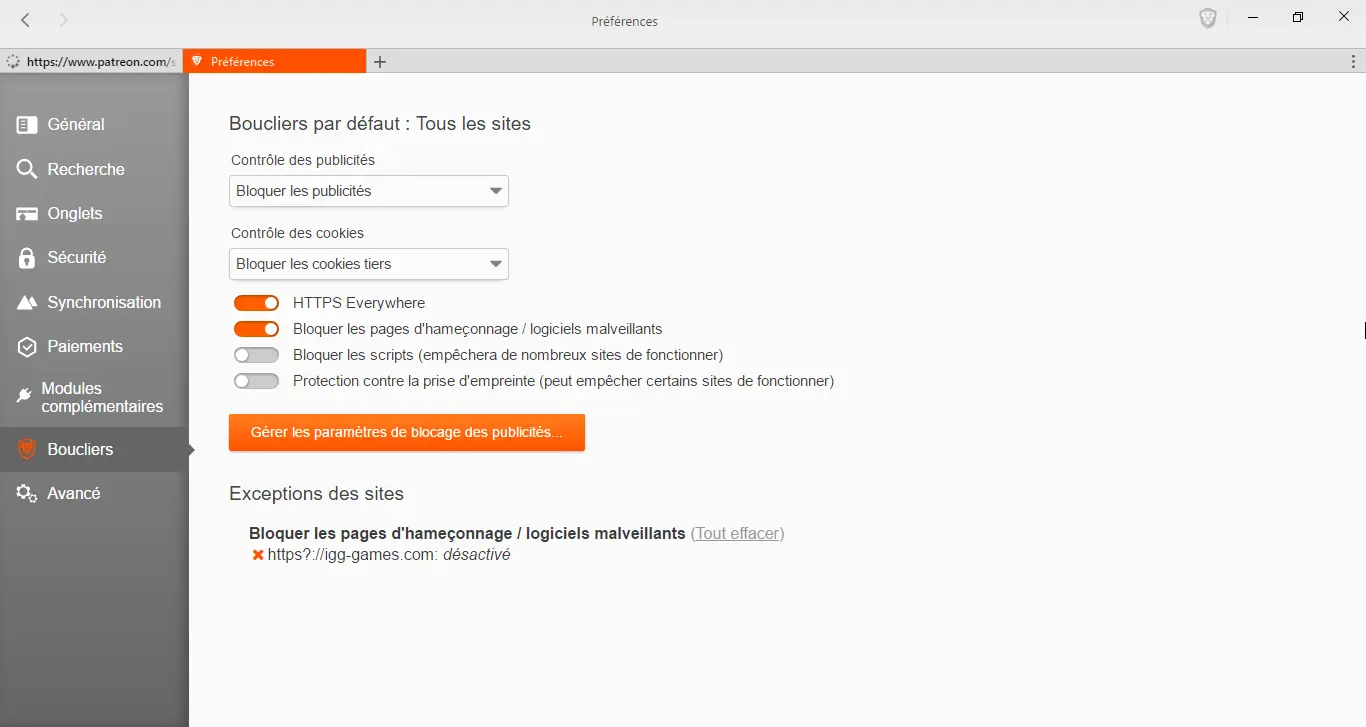 Préférences
https://www.patreon.com/s
Préférences
Général
Recherche
Onglets
Sécurité
Synchronisation
Paiements
Modules
complémentaires
Boucliers
Avancé
Boucliers par défaut : Tous les sites
Contrôle des publicités
Bloquer les publicités
Contrôle des cookies
Bloquer les cookies tiers
HTTPS Everywhere
Bloquer les pages d'hameçonnage / logiciels malveillants
Bloquer les scripts (empêchera de nombreux sites de fonctionner)
Protection contre la prise d'empreinte (peut empêcher certains sites de fonctionner)
Gérer les paramètres de blocage des publicités...
Exceptions des sites
Bloquer les pages d'hameçonnage / logiciels malveillants (Tout effacer)
https?://igg-games.com: désactivé